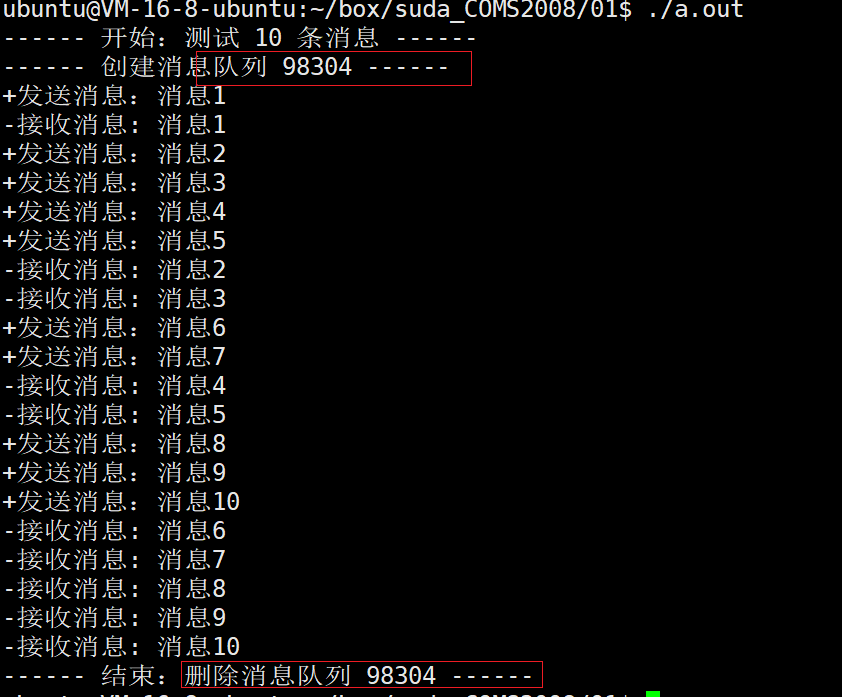 ubuntu@VM-16-8-ubuntu:~/box/suda_COMS2008/01$ ./a.out
------ 开始：测试 10 条消息 ------
------ 创建消息队列 98304 ------
+发送消息：消息1
-接收消息：消息1
+发送消息：消息2
+发送消息：消息3
+发送消息：消息4
+发送消息：消息5
-接收消息：消息2
-接收消息：消息3
+发送消息：消息6
+发送消息：消息7
-接收消息：消息4
-接收消息：消息5
+发送消息：消息8
+发送消息：消息9
+发送消息：消息10
-接收消息：消息6
-接收消息：消息7
-接收消息：消息8
-接收消息：消息9
-接收消息：消息10
------ 结束：删除消息队列 98304 ------